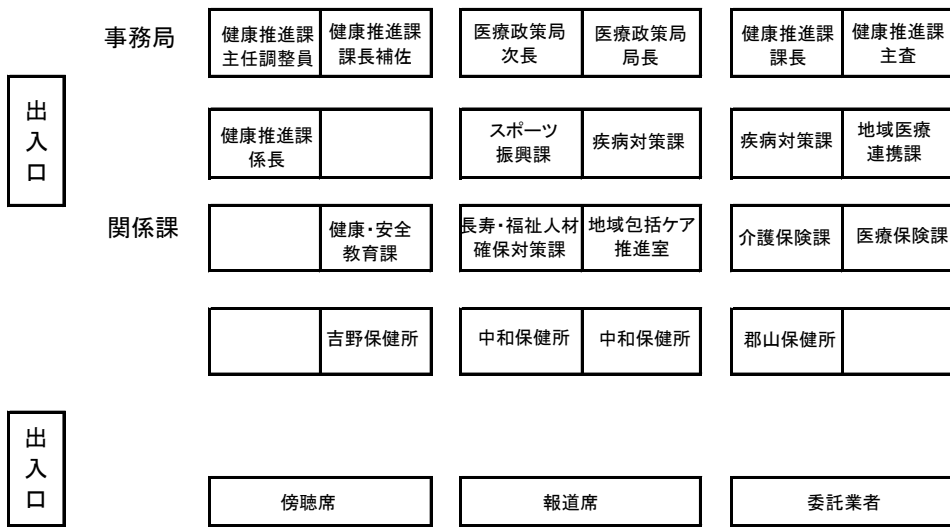 事務局
健康推進課
主任調整員
健康推進課
課長補佐
医療政策局
次長
医療政策局
局長
健康推進課
課長
健康推進課
主査
出
入
口
健康推進課
係長
スポーツ
振興課
疾病対策課
疾病対策課
地域医療
連携課
関係課
健康・安全
教育課
長寿・福祉人材
確保対策課
地域包括ケア
推進室
介護保険課
医療保険課
吉野保健所
中和保健所
中和保健所
郡山保健所
出
入
口
傍聴席
報道席
委託業者